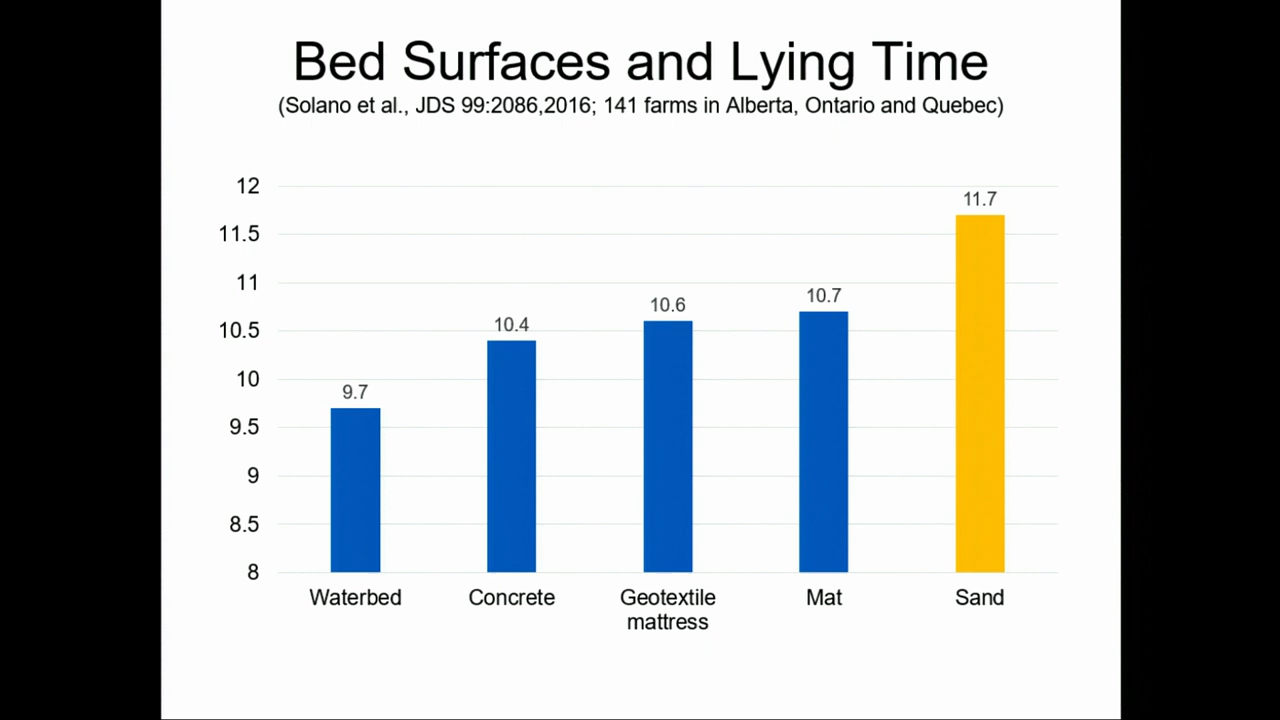 Bed Surfaces and Lying Time
(Solano et al., JDS 99:2086,2016; 141 farms in Alberta, Ontario and Quebec)
12
11.5
11
10.5
10
9.5
9
8.5
8
9.7
10.4
10.6
10.7
11.7
Waterbed
Concrete
Geotextile
mattress
Mat
Sand